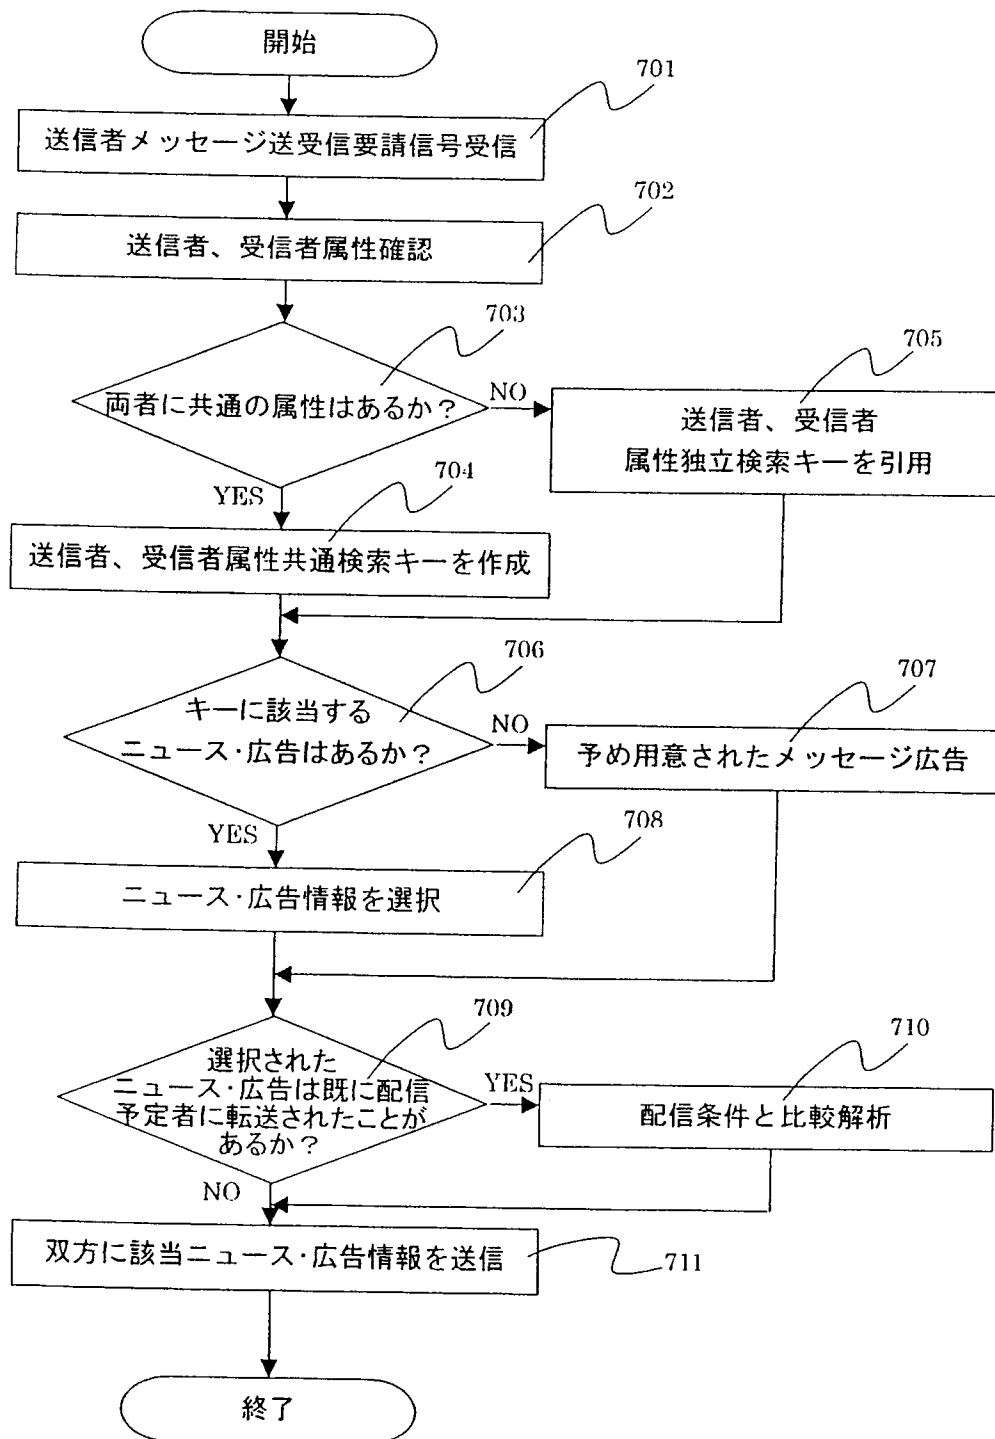 開始
701
送信者メッセージ送受信要請信号受信
702
送信者、受信者属性確認
703
両者に共通の属性はあるか？
NO
705
送信者、受信者
属性独立検索キーを引用
YES
704
送信者、受信者属性共通検索キーを作成
706
キーに該当する
ニュース･広告はあるか？
NO
707
予め用意されたメッセージ広告
YES
708
ニュース･広告情報を選択
709
選択された
ニュース･広告は既に配信
予定者に転送されたことが
あるか？
YES
710
配信条件と比較解析
NO
双方に該当ニュース･広告情報を送信
711
終了